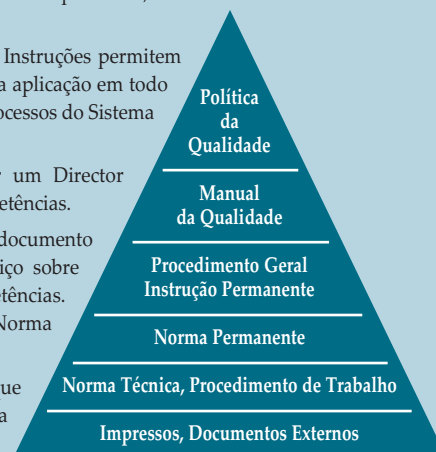 Instruções permitem
a aplicação em todo
ocessos do Sistema
um Director
etências.
documento
iço sobre
etências.
Norma
ue
a
Política
da
Qualidade
Manual
da Qualidade
Procedimento Geral
Instrução Permanente
Norma Permanente
Norma Técnica, Procedimento de Trabalho
Impressos, Documentos Externos